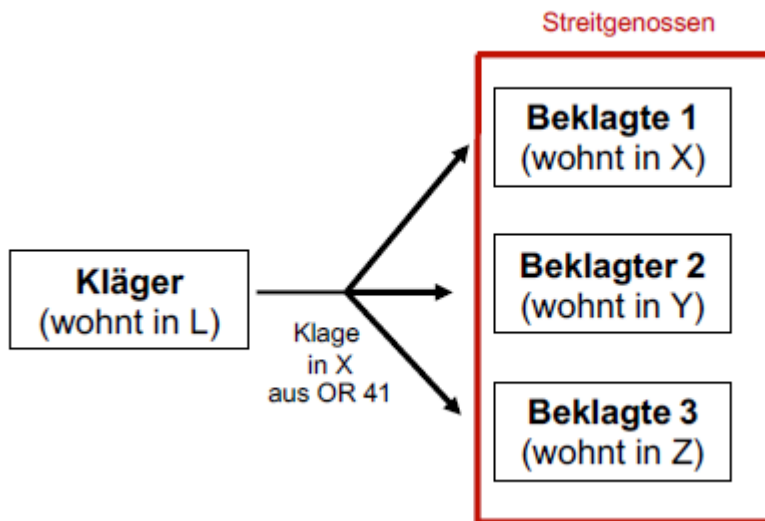 Streitgenossen
Beklagte 1
(wohnt in X)
Kläger
(wohnt in L)
Klage
in X
aus OR 41
Beklagter 2
(wohnt in Y)
Beklagte 3
(wohnt in Z)